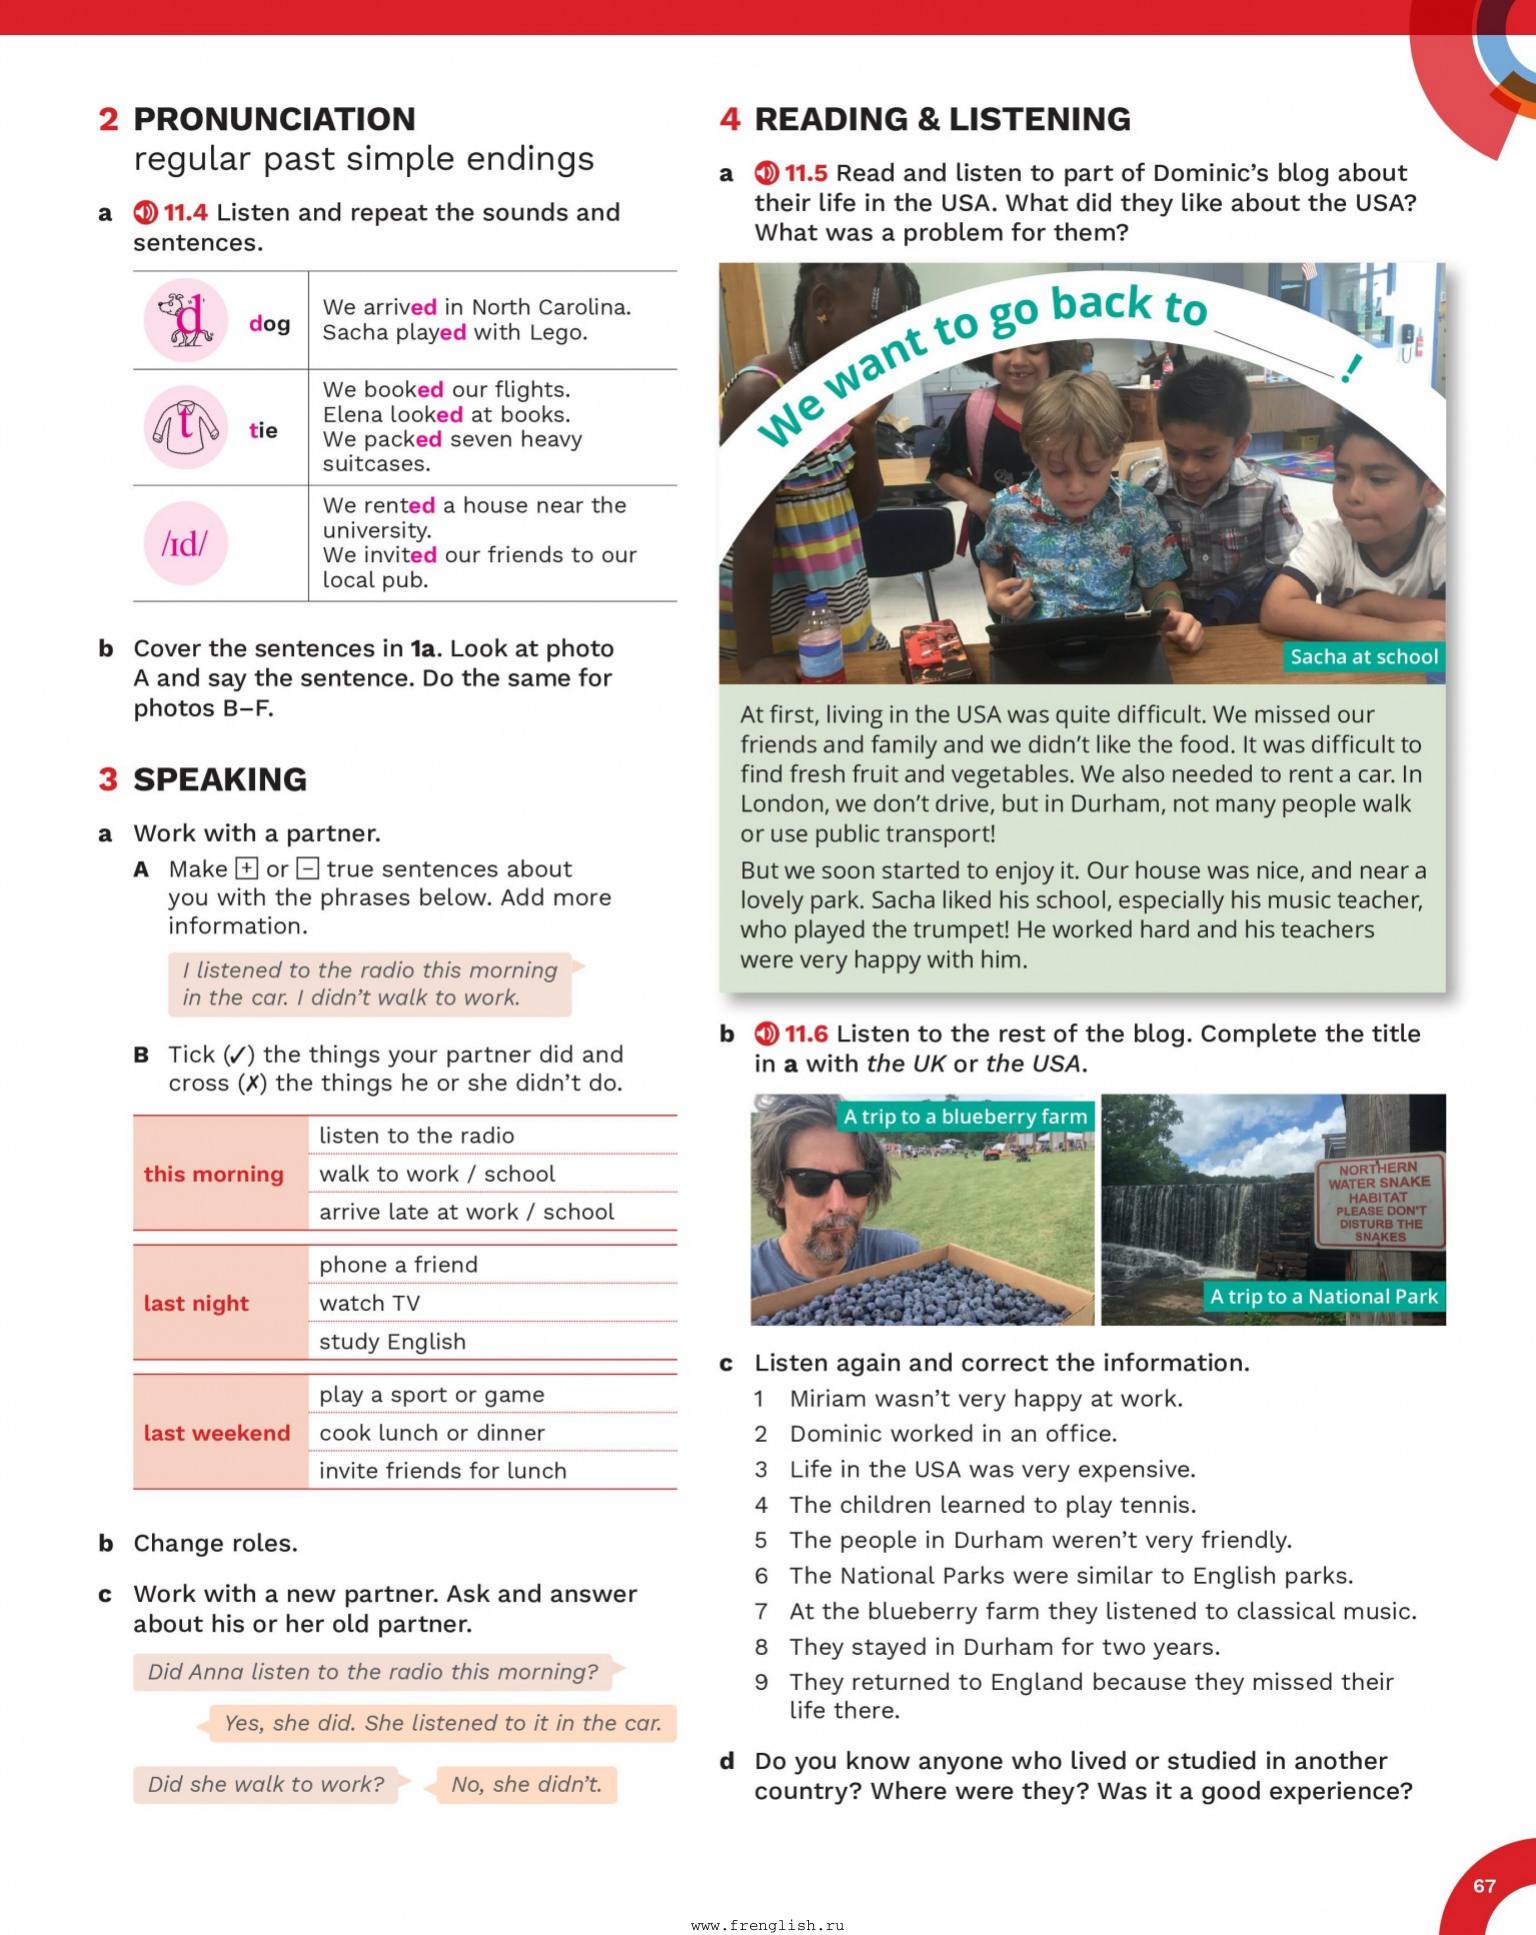 2 PRONUNCIATION
regular past simple endings
a 11.4 Listen and repeat the sounds and
sentences.
d
dog
We arrived in North Carolina.
Sacha played with Lego.
t
tie
We booked our flights.
Elena looked at books.
We packed seven heavy
suitcases.
/ɪd/
We rented a house near the
university.
We invited our friends to our
local pub.
b Cover the sentences in 1a. Look at photo
A and say the sentence. Do the same for
photos B–F.
3 SPEAKING
a Work with a partner.
A Make + or − true sentences about
you with the phrases below. Add more
information.
I listened to the radio this morning
in the car. I didn't walk to work.
B Tick (✓) the things your partner did and
cross (✗) the things he or she didn't do.
this morning
listen to the radio
walk to work / school
arrive late at work / school
last night
phone a friend
watch TV
study English
last weekend
play a sport or game
cook lunch or dinner
invite friends for lunch
b Change roles.
c Work with a new partner. Ask and answer
about his or her old partner.
Did Anna listen to the radio this morning?
Yes, she did. She listened to it in the car.
Did she walk to work?
No, she didn't.
4 READING & LISTENING
a 11.5 Read and listen to part of Dominic's blog about
their life in the USA. What did they like about the USA?
What was a problem for them?
We want to go back to ________!
Sacha at school
At first, living in the USA was quite difficult. We missed our
friends and family and we didn't like the food. It was difficult to
find fresh fruit and vegetables. We also needed to rent a car. In
London, we don't drive, but in Durham, not many people walk
or use public transport!
But we soon started to enjoy it. Our house was nice, and near a
lovely park. Sacha liked his school, especially his music teacher,
who played the trumpet! He worked hard and his teachers
were very happy with him.
b 11.6 Listen to the rest of the blog. Complete the title
in a with the UK or the USA.
A trip to a blueberry farm
NORTHERN
WATER SNAKE
HABITAT
PLEASE DON'T
DISTURB THE
SNAKES
A trip to a National Park
c Listen again and correct the information.
1 Miriam wasn't very happy at work.
2 Dominic worked in an office.
3 Life in the USA was very expensive.
4 The children learned to play tennis.
5 The people in Durham weren't very friendly.
6 The National Parks were similar to English parks.
7 At the blueberry farm they listened to classical music.
8 They stayed in Durham for two years.
9 They returned to England because they missed their
life there.
d Do you know anyone who lived or studied in another
country? Where were they? Was it a good experience?
67
www.frenglish.ru